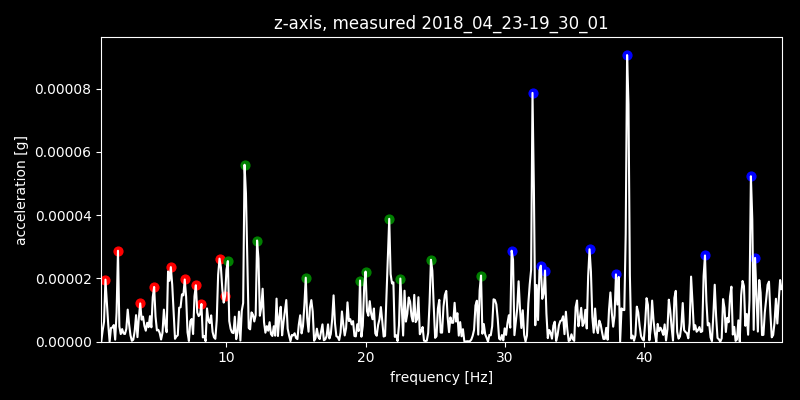 z-axis, measured 2018_04_23-19_30_01
acceleration [g]
0.00008
0.00006
0.00004
0.00002
0.00000
10 20 30 40
frequency [Hz]